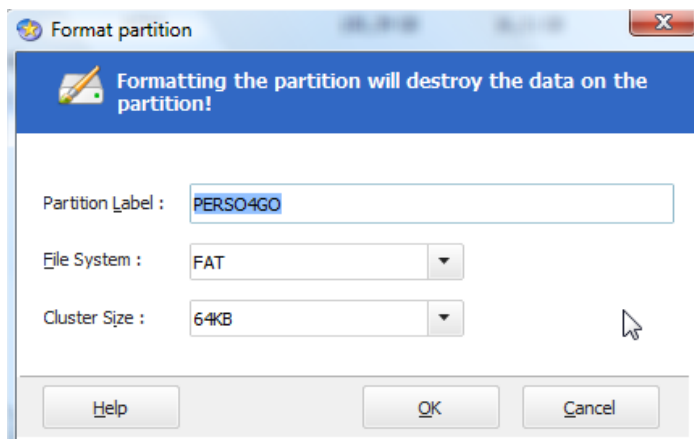 Format partition
Formatting the partition will destroy the data on the
partition!
Partition Label :
PERSO4GO
File System :
FAT
Cluster Size :
64KB
Help
OK
Cancel